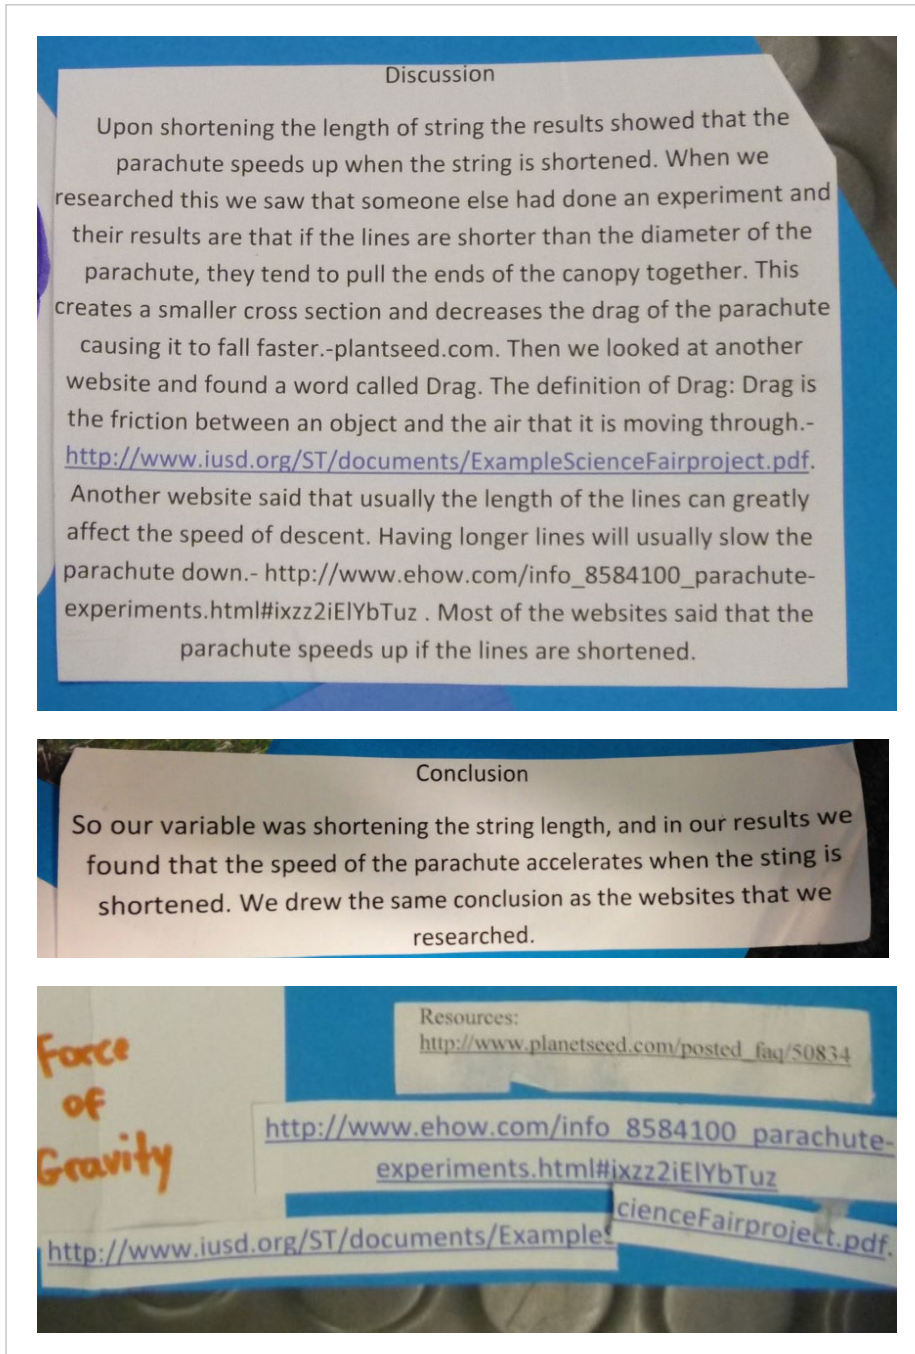 Discussion
Upon shortening the length of string the results showed that the
parachute speeds up when the string is shortened. When we
researched this we saw that someone else had done an experiment and
their results are that if the lines are shorter than the diameter of the
parachute, they tend to pull the ends of the canopy together. This
creates a smaller cross section and decreases the drag of the parachute
causing it to fall faster.-plantseed.com. Then we looked at another
website and found a word called Drag. The definition of Drag: Drag is
the friction between an object and the air that it is moving through.-
http://www.iusd.org/ST/documents/ExampleScienceFairproject.pdf.
Another website said that usually the length of the lines can greatly
affect the speed of descent. Having longer lines will usually slow the
parachute down.- http://www.ehow.com/info_8584100_parachute-
experiments.html#ixzz2iElYbTuz . Most of the websites said that the
parachute speeds up if the lines are shortened.
Conclusion
So our variable was shortening the string length, and in our results we
found that the speed of the parachute accelerates when the sting is
shortened. We drew the same conclusion as the websites that we
researched.
Force
of
Gravity
Resources:
http://www.planetseed.com/posted_faq/50834
http://www.ehow.com/info_8584100_parachute-
experiments.html#ixzz2iElYbTuz
http://www.iusd.org/ST/documents/ExampleS
cienceFairproject.pdf.